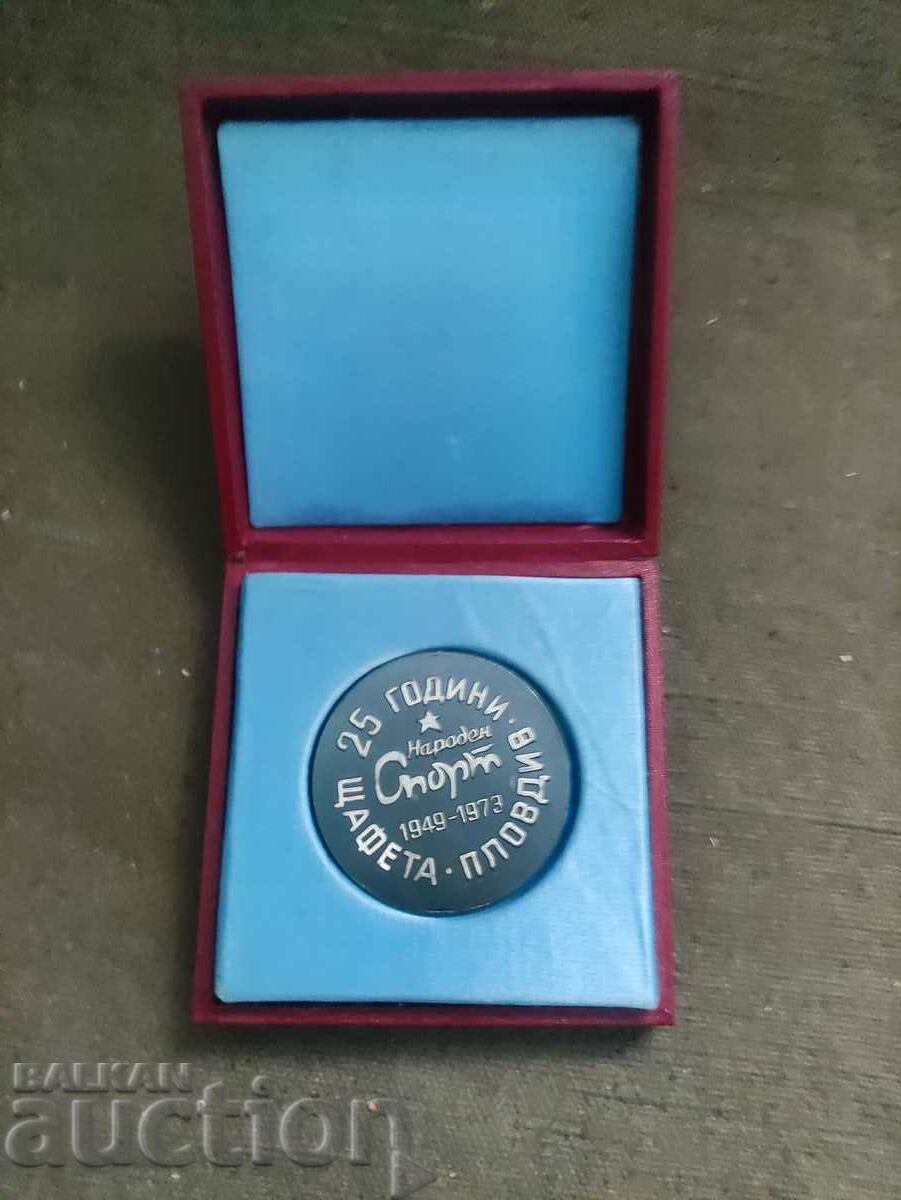 25 ГОДИНИ · ПЛОВДИВ · ЩАФЕТА
Народен
Спорт
1949-1973
BALKAN
auction